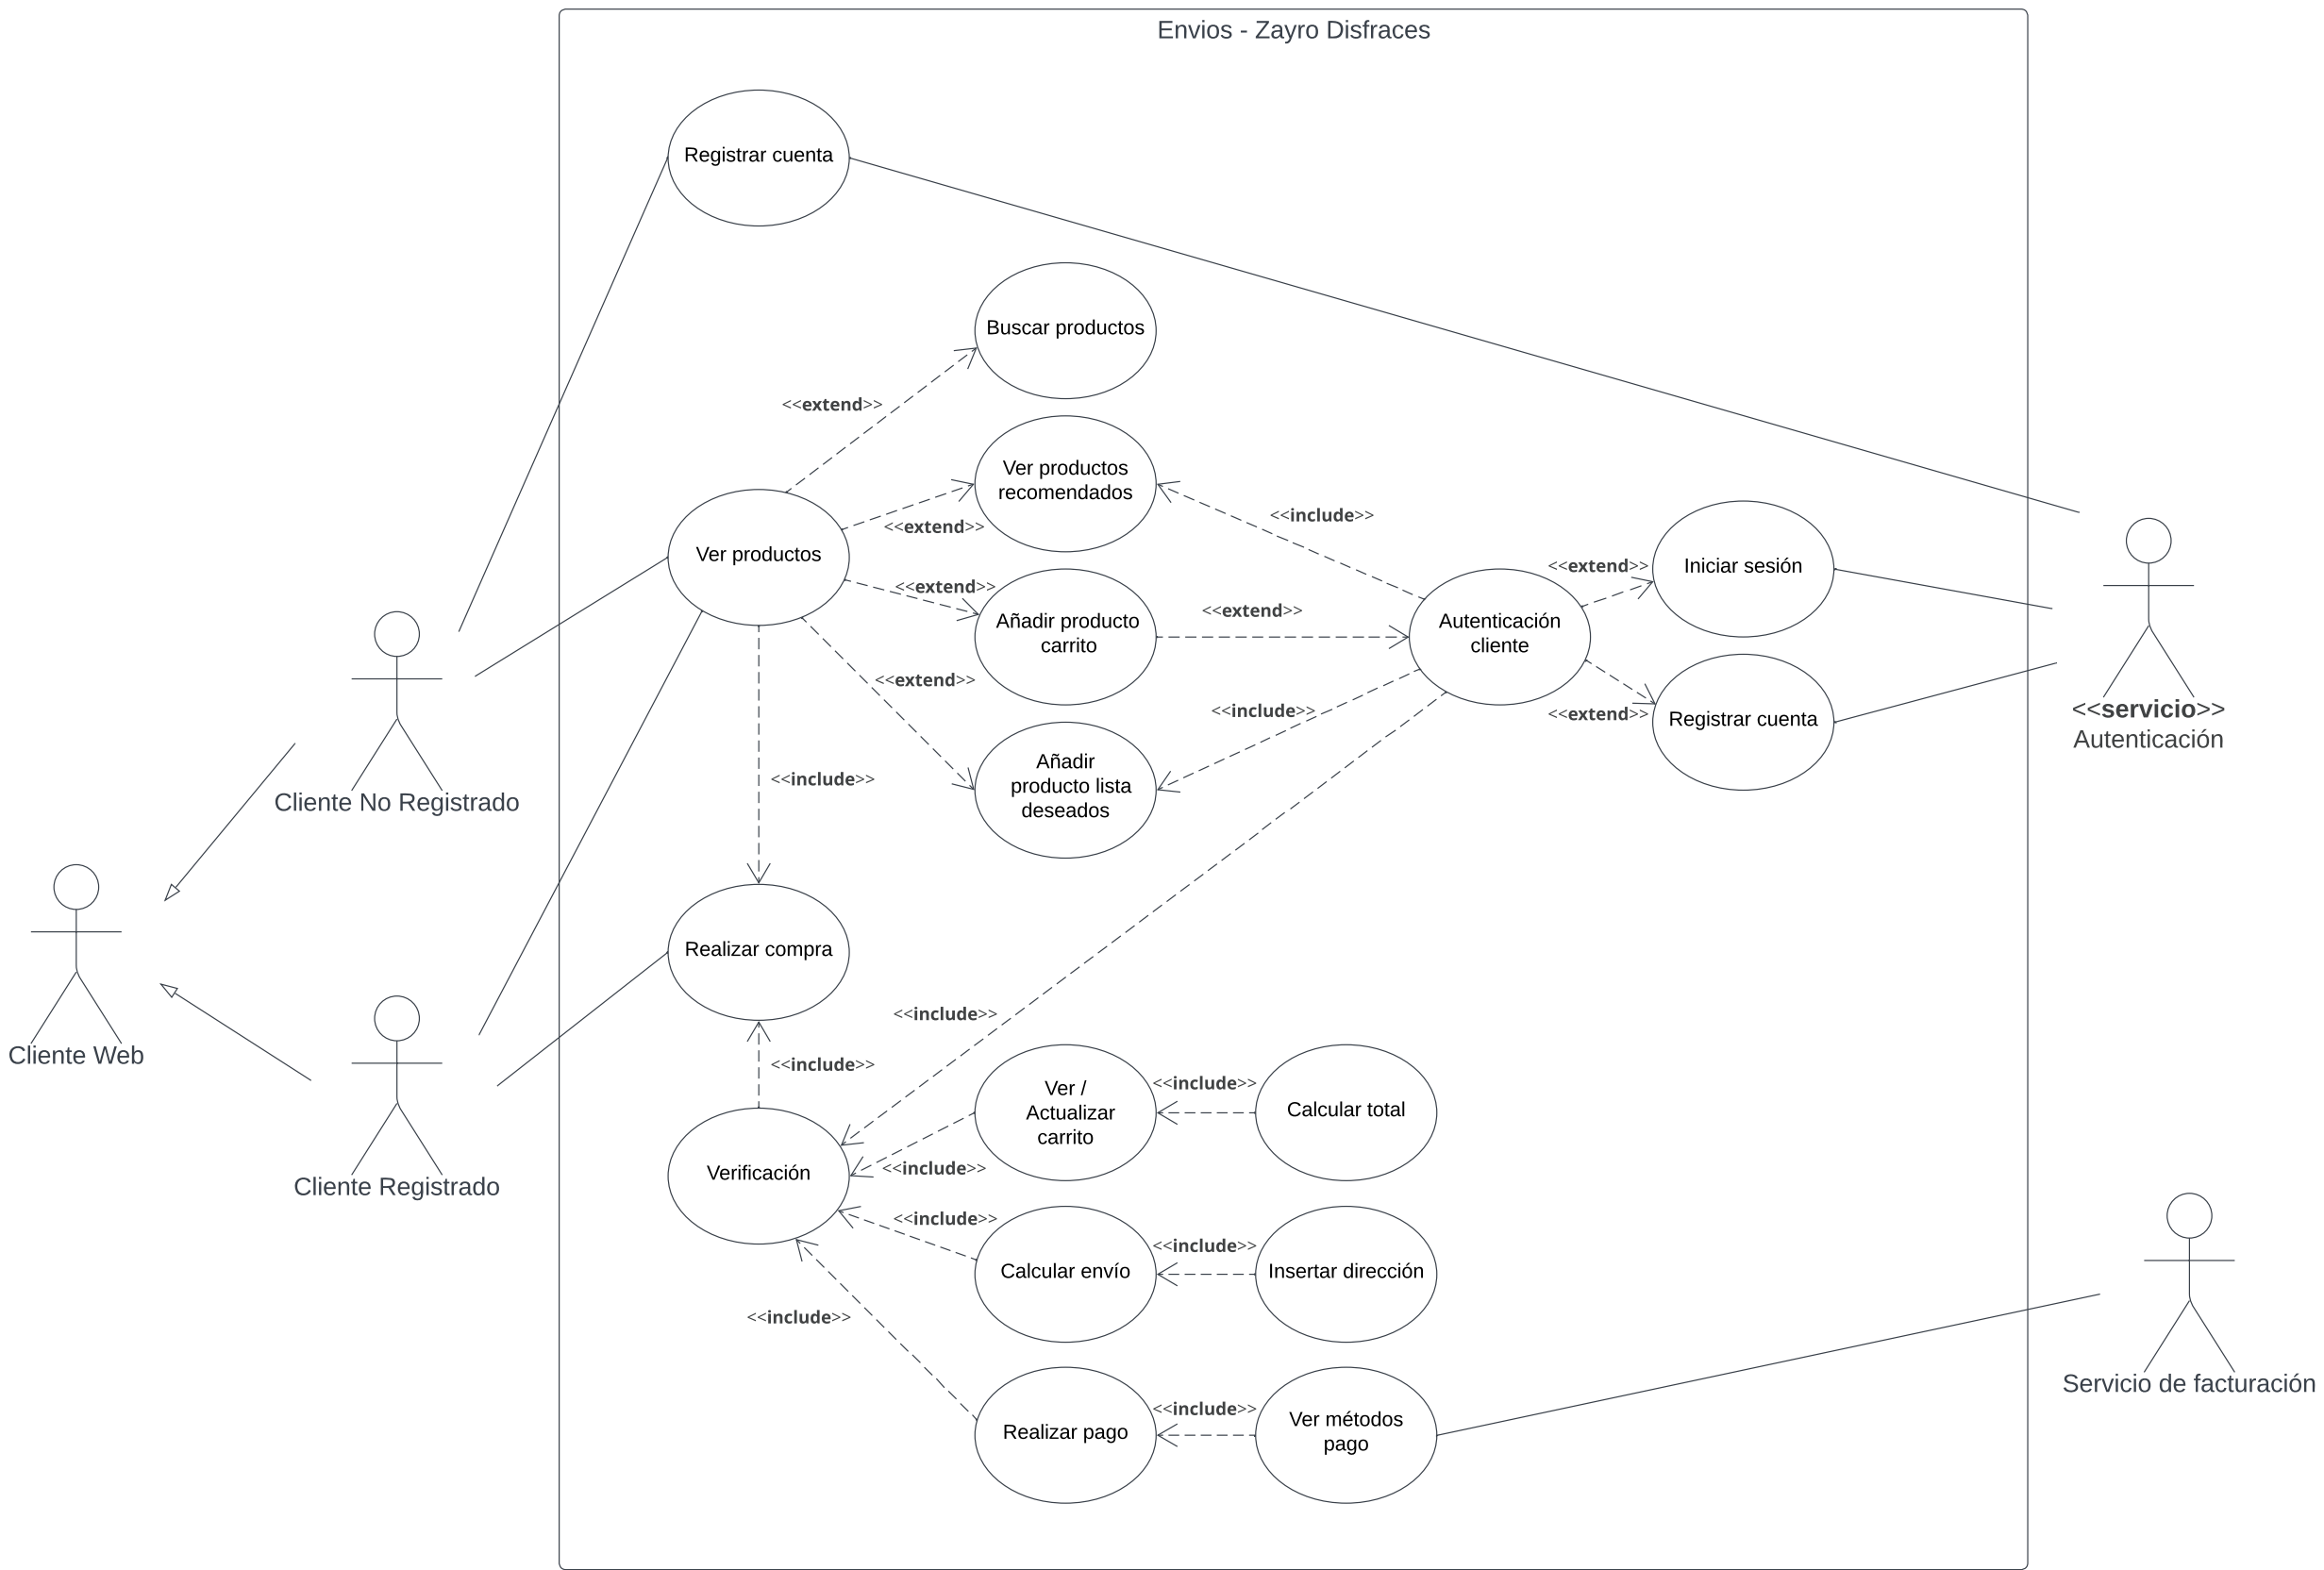 Envios - Zayro Disfraces
Registrar cuenta
Buscar productos
<<extend>>
Ver productos
recomendados
<<include>>
<<extend>>
Ver productos
<<extend>>
Iniciar sesión
<<extend>>
Añadir producto
carrito
<<extend>>
Autenticación
cliente
<<extend>>
<<include>>
<<extend>>
Registrar cuenta
<<servicio>>
Autenticación
Añadir
producto lista
deseados
<<include>>
Cliente No Registrado
Realizar compra
<<include>>
Cliente Web
<<include>>
Ver /
Actualizar
carrito
<<include>>
Calcular total
Verificación
<<include>>
Cliente Registrado
<<include>>
Calcular envío
<<include>>
Insertar dirección
<<include>>
Servicio de facturación
Realizar pago
<<include>>
Ver métodos
pago